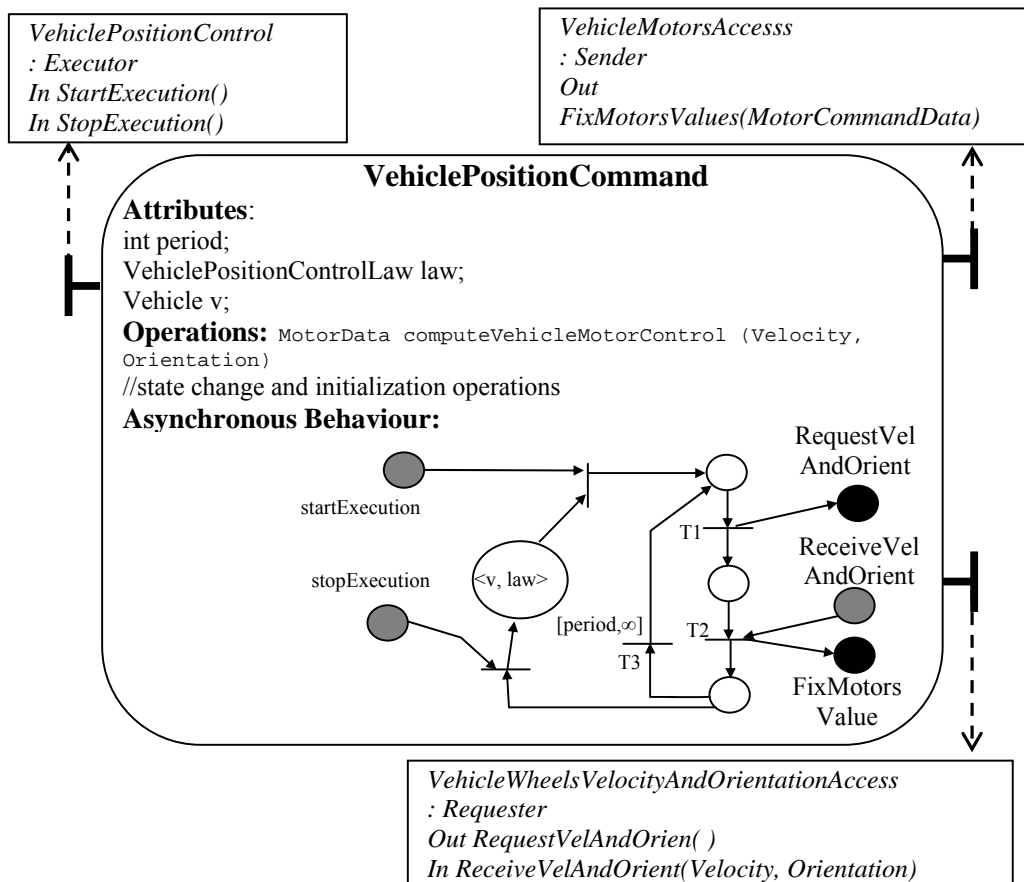 VehiclePositionControl
: Executor
In StartExecution()
In StopExecution()
VehicleMotorsAccesss
: Sender
Out
FixMotorsValues(MotorCommandData)
VehiclePositionCommand
Attributes:
int period;
VehiclePositionControlLaw law;
Vehicle v;
Operations: MotorData computeVehicleMotorControl (Velocity,
Orientation)
//state change and initialization operations
Asynchronous Behaviour:
startExecution
stopExecution
<v, law>
[period,∞]
T1
T2
T3
RequestVel
AndOrient
ReceiveVel
AndOrient
FixMotors
Value
VehicleWheelsVelocityAndOrientationAccess
: Requester
Out RequestVelAndOrien( )
In ReceiveVelAndOrient(Velocity, Orientation)